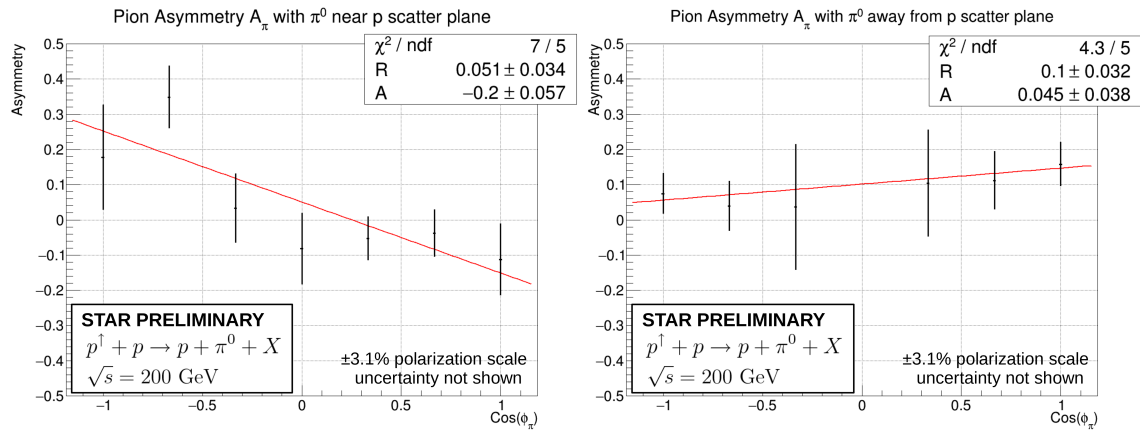 Pion Asymmetry A_π with π⁰ near p scatter plane
χ² / ndf 7 / 5
R 0.051 ± 0.034
A −0.2 ± 0.057
Asymmetry
0.5
0.4
0.3
0.2
0.1
0
−0.1
−0.2
−0.3
−0.4
−0.5
STAR PRELIMINARY
p↑ + p → p + π⁰ + X
√s = 200 GeV
±3.1% polarization scale
uncertainty not shown
−1 −0.5 0 0.5 1
Cos(ϕ_π)
Pion Asymmetry A_π with π⁰ away from p scatter plane
χ² / ndf 4.3 / 5
R 0.1 ± 0.032
A 0.045 ± 0.038
Asymmetry
0.5
0.4
0.3
0.2
0.1
0
−0.1
−0.2
−0.3
−0.4
−0.5
STAR PRELIMINARY
p↑ + p → p + π⁰ + X
√s = 200 GeV
±3.1% polarization scale
uncertainty not shown
−1 −0.5 0 0.5 1
Cos(ϕ_π)